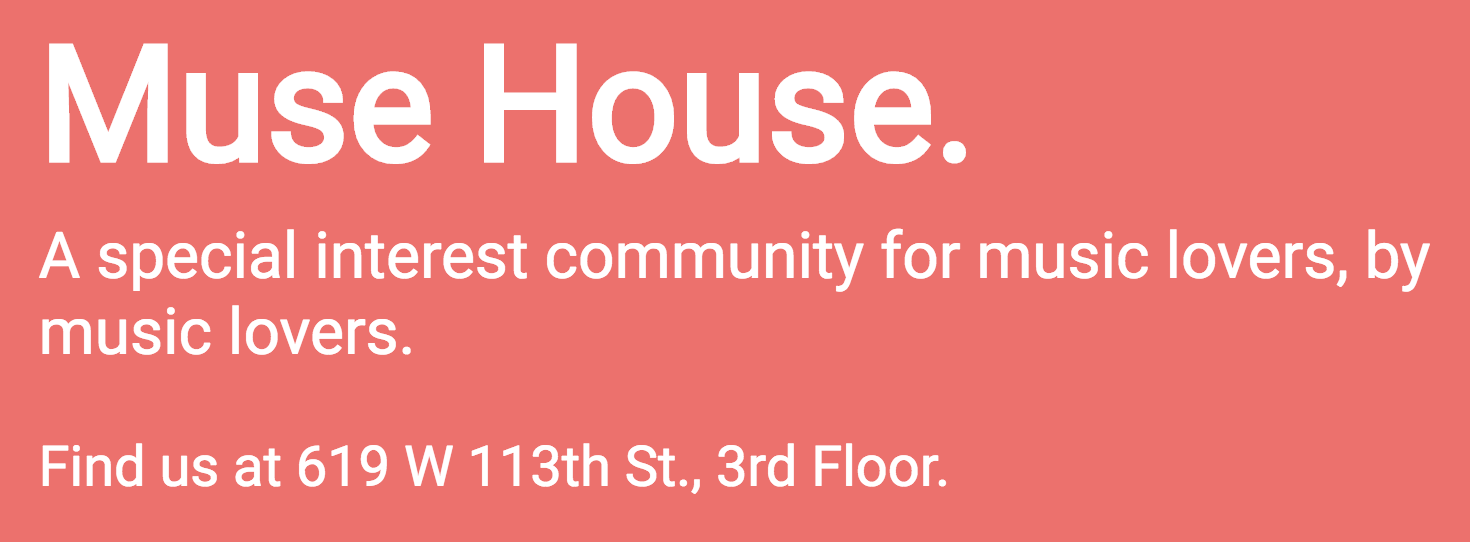 Muse House.
A special interest community for music lovers, by
music lovers.
Find us at 619 W 113th St., 3rd Floor.